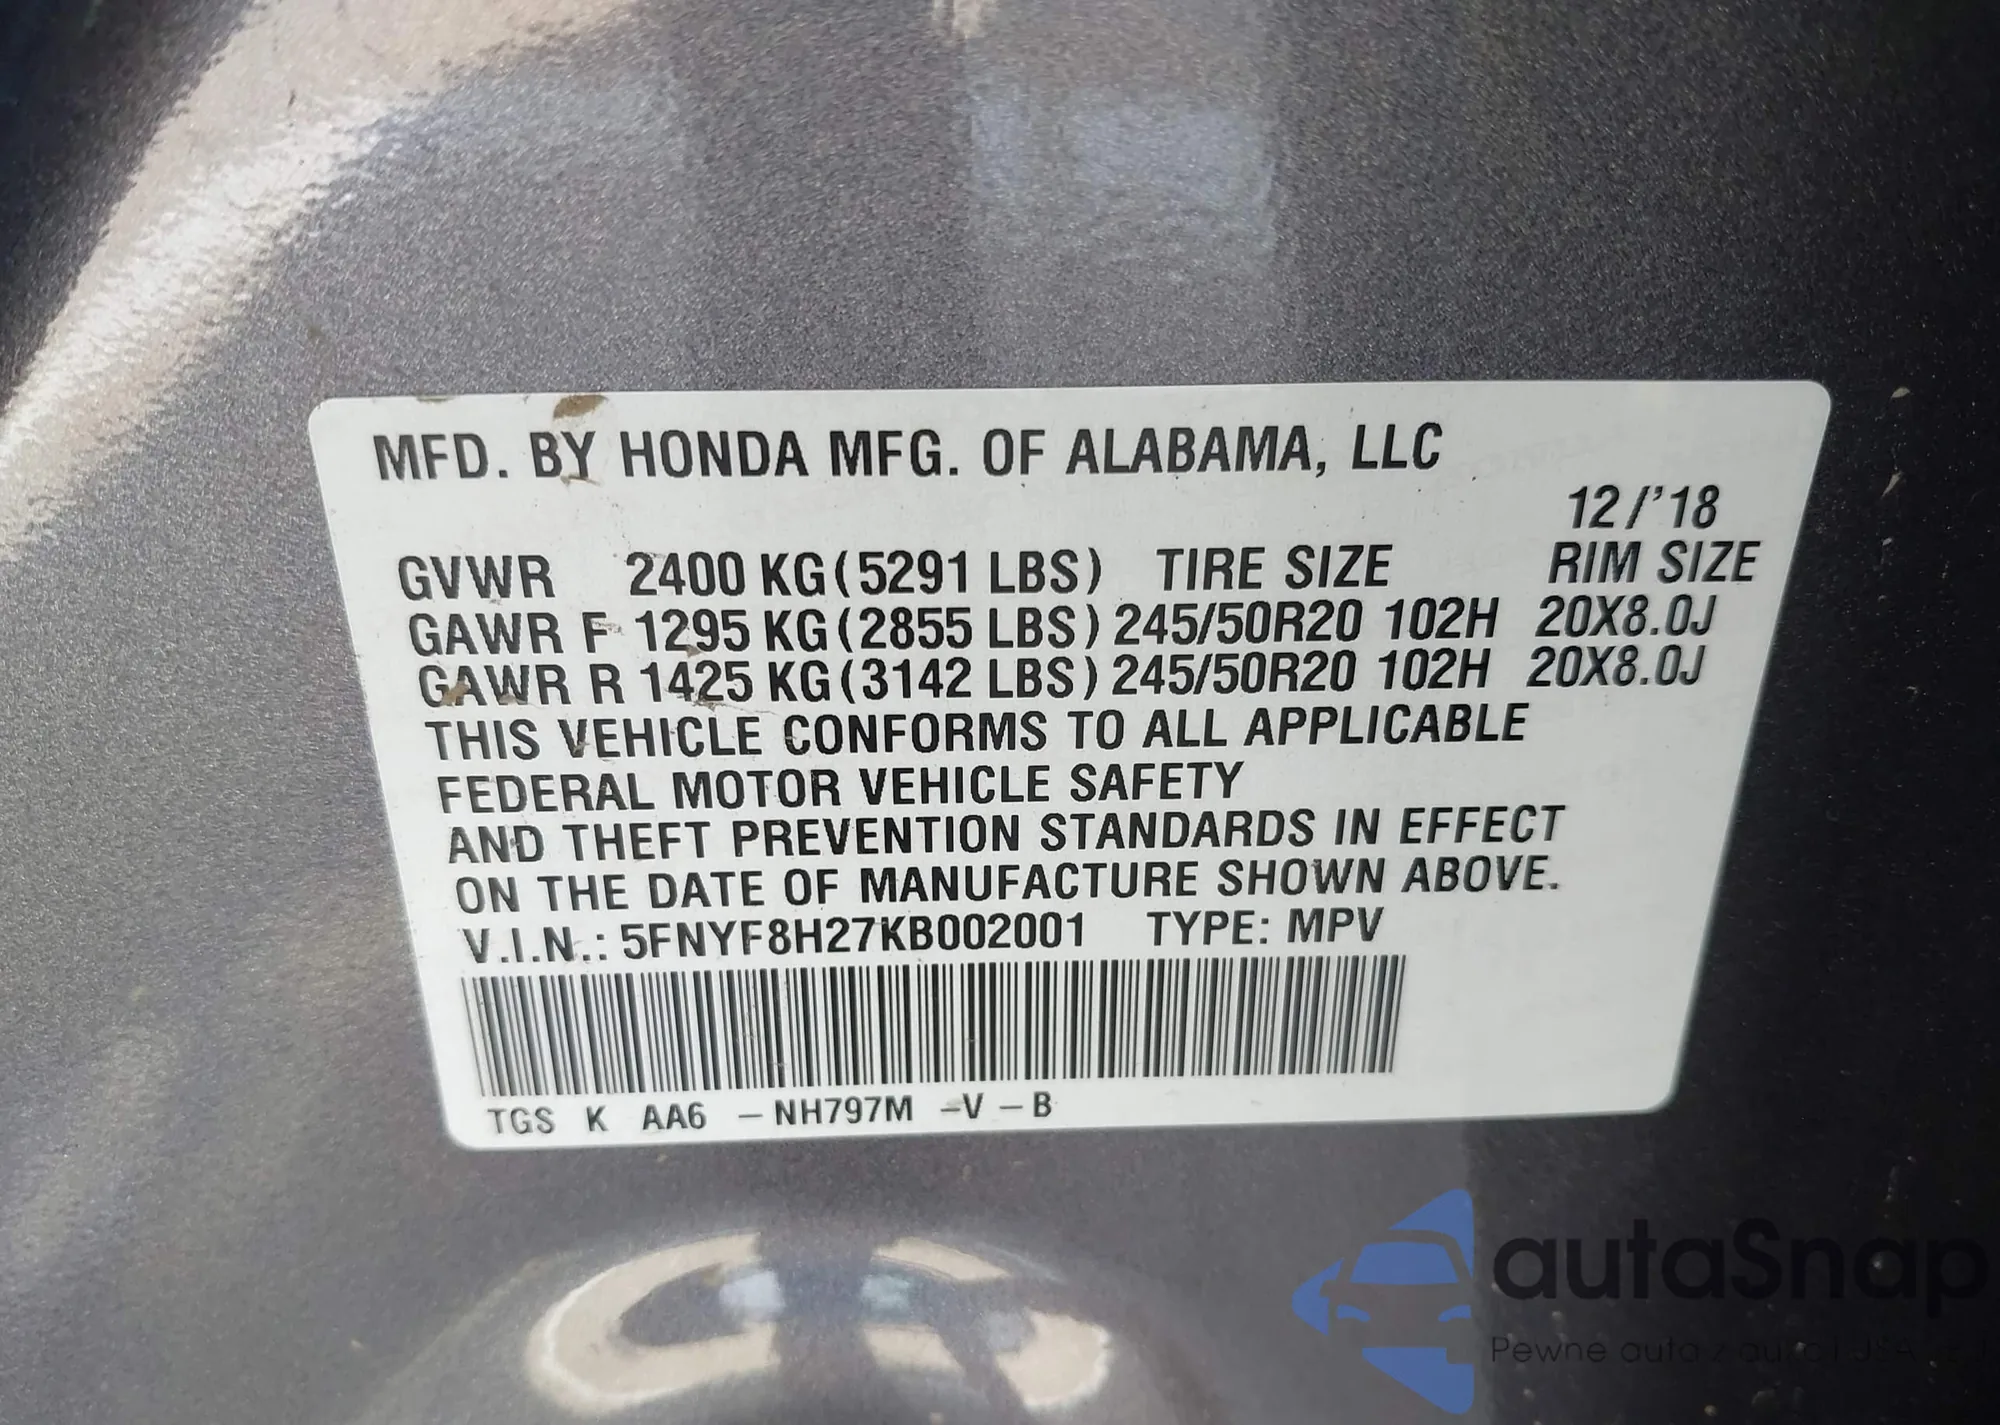 MFD. BY HONDA MFG. OF ALABAMA, LLC
12/'18
GVWR 2400 KG(5291 LBS) TIRE SIZE RIM SIZE
GAWR F 1295 KG(2855 LBS) 245/50R20 102H 20X8.0J
GAWR R 1425 KG(3142 LBS) 245/50R20 102H 20X8.0J
THIS VEHICLE CONFORMS TO ALL APPLICABLE
FEDERAL MOTOR VEHICLE SAFETY
AND THEFT PREVENTION STANDARDS IN EFFECT
ON THE DATE OF MANUFACTURE SHOWN ABOVE.
V.I.N.: 5FNYF8H27KB002001 TYPE: MPV
TGS K AA6 -NH797M -V -B
autaSnap
Pewne auta z